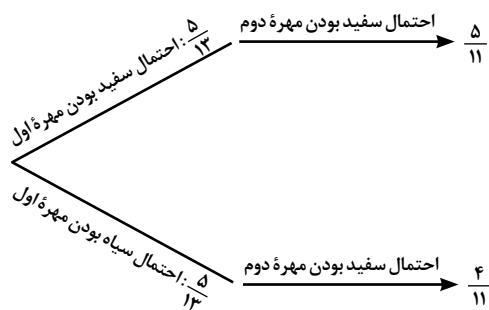 احتمال سفید بودن مهرهٔ اول: ۵/۱۳
احتمال سفید بودن مهرهٔ دوم ۵/۱۱
احتمال سیاه بودن مهرهٔ اول: ۵/۱۳
احتمال سفید بودن مهرهٔ دوم ۴/۱۱